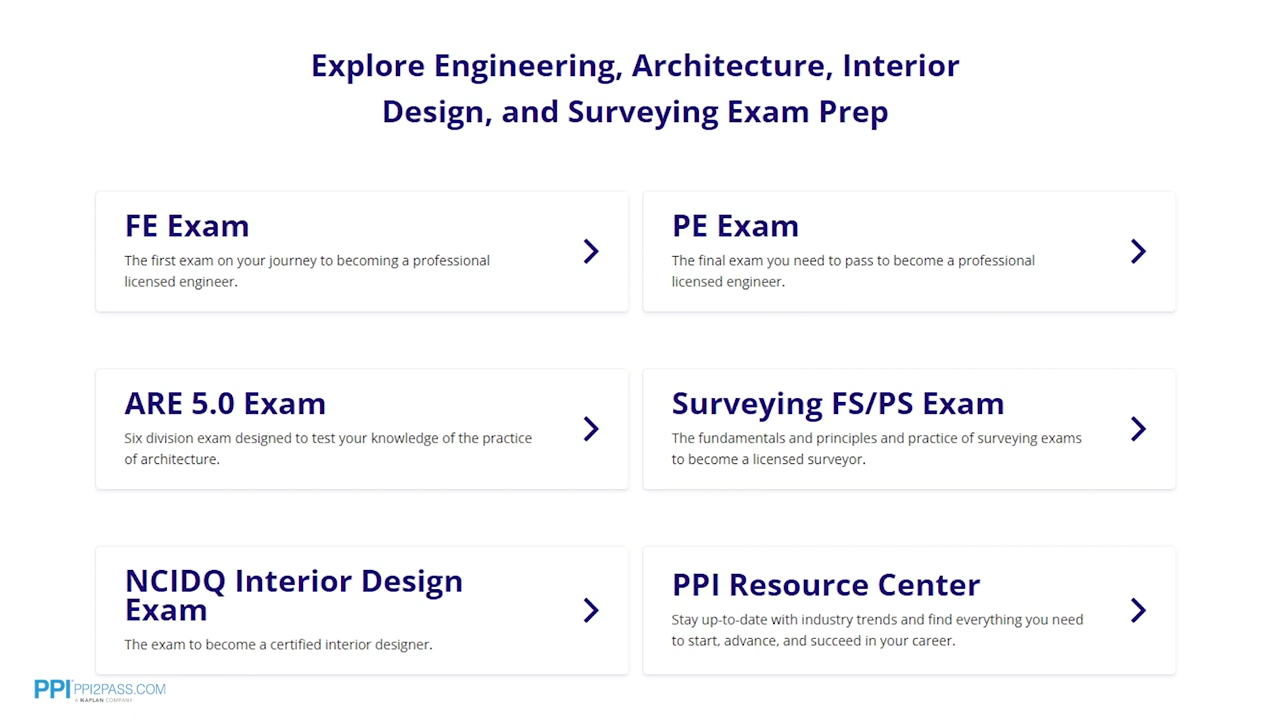 Explore Engineering, Architecture, Interior
Design, and Surveying Exam Prep
FE Exam
The first exam on your journey to becoming a professional
licensed engineer.
PE Exam
The final exam you need to pass to become a professional
licensed engineer.
ARE 5.0 Exam
Six division exam designed to test your knowledge of the practice
of architecture.
Surveying FS/PS Exam
The fundamentals and principles and practice of surveying exams
to become a licensed surveyor.
NCIDQ Interior Design
Exam
The exam to become a certified interior designer.
PPI Resource Center
Stay up-to-date with industry trends and find everything you need
to start, advance, and succeed in your career.
PPI PPI2PASS.COM
A KAPLAN COMPANY